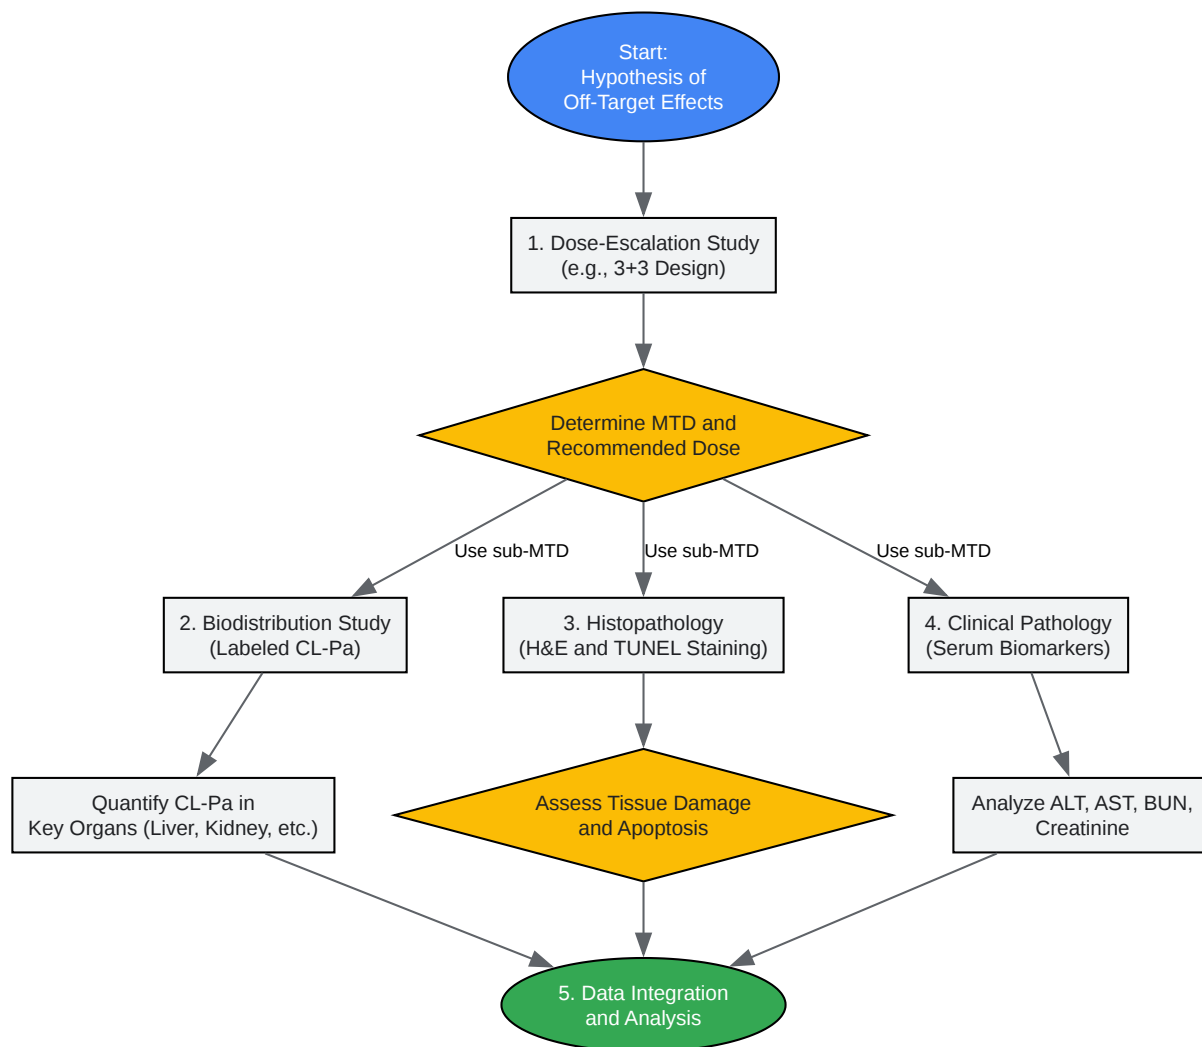 Start:
Hypothesis of
Off-Target Effects
1. Dose-Escalation Study
(e.g., 3+3 Design)
Determine MTD and
Recommended Dose
Use sub-MTD
Use sub-MTD
Use sub-MTD
2. Biodistribution Study
(Labeled CL-Pa)
3. Histopathology
(H&E and TUNEL Staining)
4. Clinical Pathology
(Serum Biomarkers)
Quantify CL-Pa in
Key Organs (Liver, Kidney, etc.)
Assess Tissue Damage
and Apoptosis
Analyze ALT, AST, BUN,
Creatinine
5. Data Integration
and Analysis